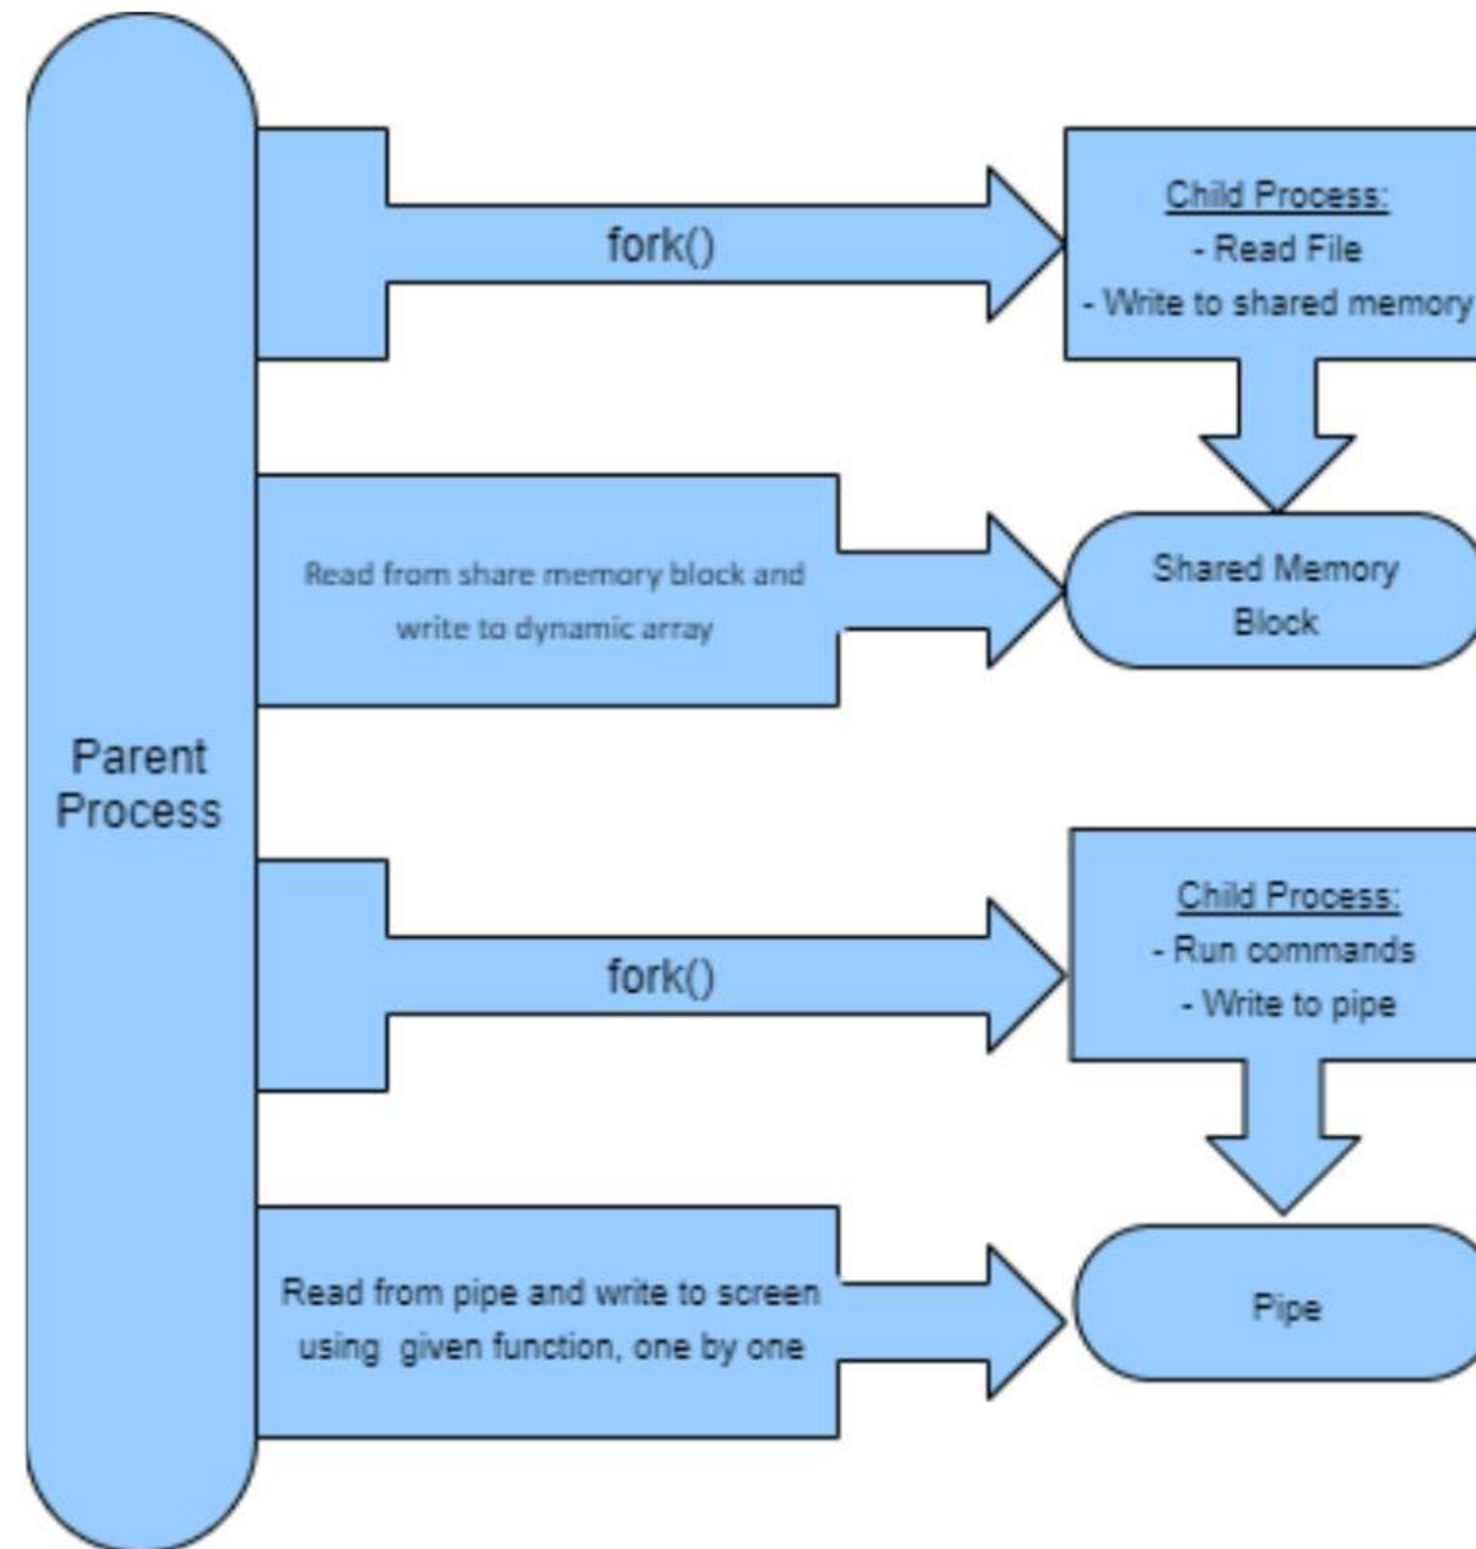 fork()
Child Process:
- Read File
- Write to shared memory
Read from share memory block and
write to dynamic array
Shared Memory
Block
Parent
Process
fork()
Child Process:
- Run commands
- Write to pipe
Read from pipe and write to screen
using  given function, one by one
Pipe